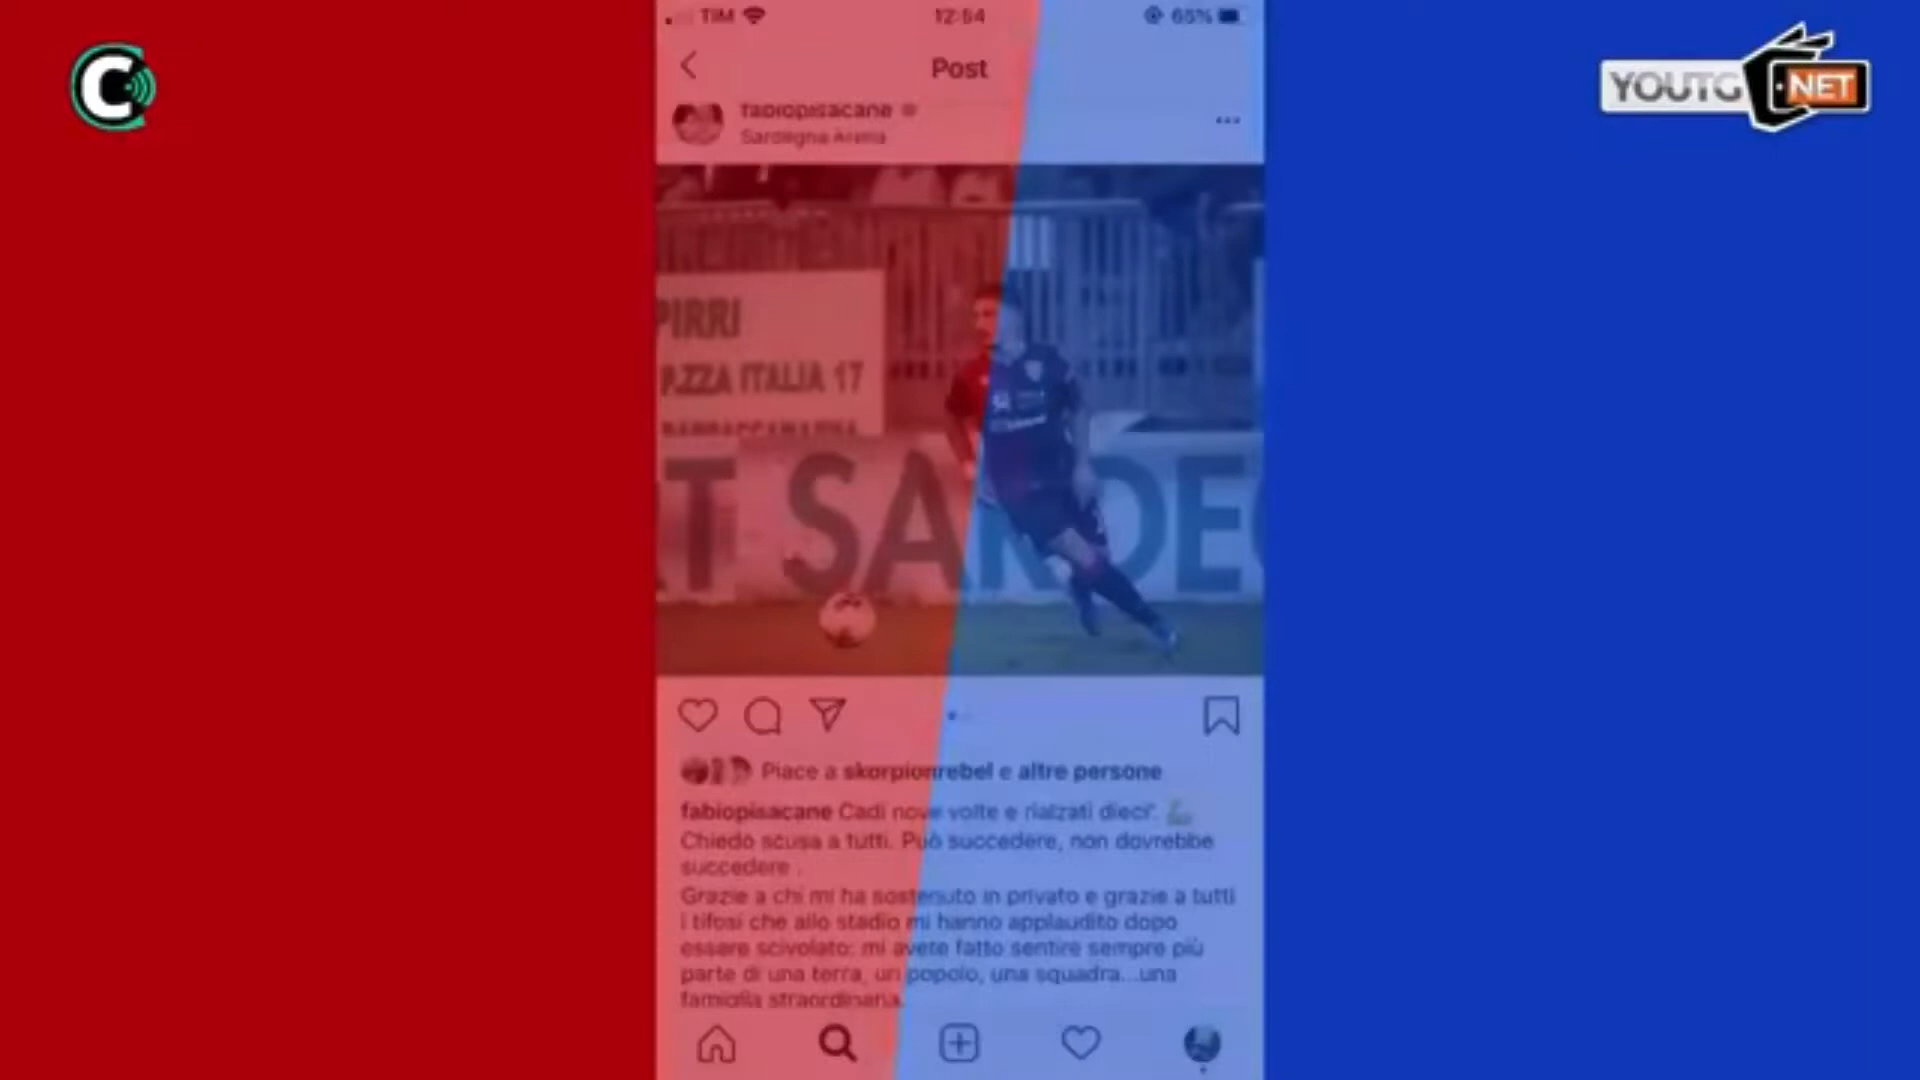 TIM 12:54 65%
Post
fabiopisacane
Sardegna Arena
YOUTG NET
PIRRI
P.ZZA ITALIA 17
T SARDEG
Piace a skorpionrebel e altre persone
fabiopisacane Cadi nove volte e rialzati dieci".
Chiedo scusa a tutti. Può succedere, non dovrebbe
succedere .
Grazie a chi mi ha sostenuto in privato e grazie a tutti
i tifosi che allo stadio mi hanno applaudito dopo
essere scivolato: mi avete fatto sentire sempre più
parte di una terra, un popolo, una squadra...una
famiglia straordinaria.